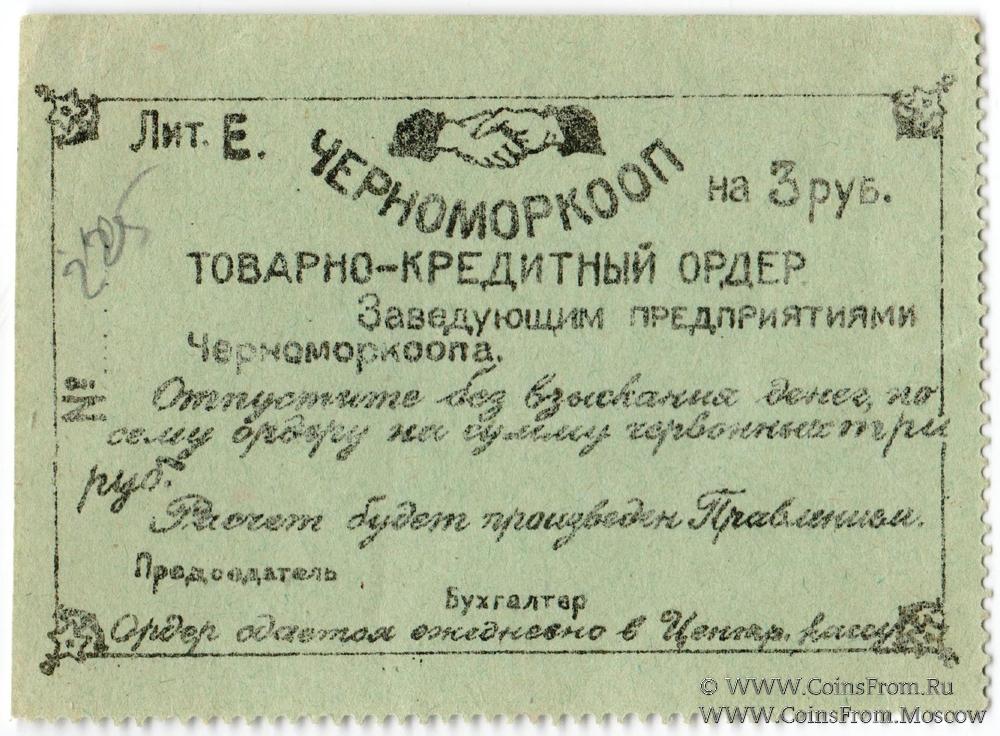 Лит. Е.
ЧЕРНОМОРКООП
на 3 руб.
ТОВАРНО-КРЕДИТНЫЙ ОРДЕР.
Заведующим предприятиями
Черноморкоопа.
№
Отпустите без взыскания денег, по
сему ордеру на сумму червонных три
руб.
Расчет будет произведен Правлением.
Председатель
Бухгалтер
Ордер сдается ежедневно в Центр. кассу
© WWW.CoinsFrom.Ru
WWW.CoinsFrom.Moscow